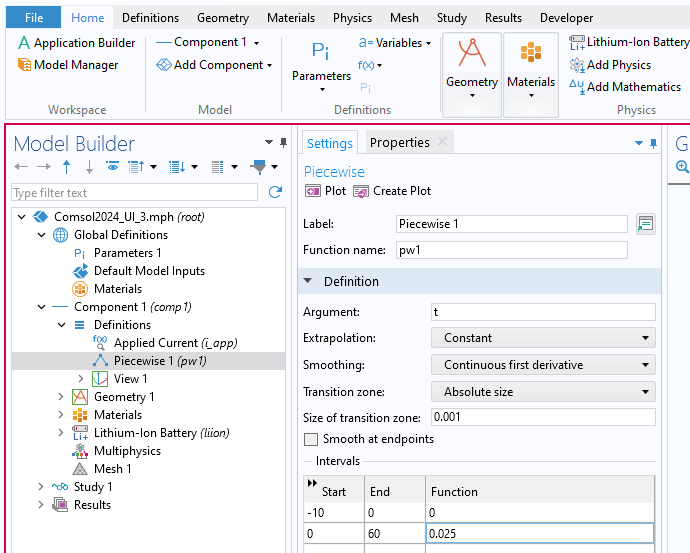 File Home Definitions Geometry Materials Physics Mesh Study Results Developer
A Application Builder
Model Manager
Workspace
Component 1
Add Component
Model
Pi
Parameters
a= Variables
f(x)
Pi
Definitions
Geometry
Materials
Lithium-Ion Battery
Add Physics
Add Mathematics
Physics
Model Builder
Type filter text
Comsol2024_UI_3.mph (root)
Global Definitions
Pi Parameters 1
Default Model Inputs
Materials
Component 1 (comp1)
Definitions
f(x) Applied Current (i_app)
Piecewise 1 (pw1)
View 1
Geometry 1
Materials
Li+ Lithium-Ion Battery (liion)
Multiphysics
Mesh 1
Study 1
Results
Settings Properties
Piecewise
Plot Create Plot
Label: Piecewise 1
Function name: pw1
Definition
Argument: t
Extrapolation: Constant
Smoothing: Continuous first derivative
Transition zone: Absolute size
Size of transition zone: 0.001
Smooth at endpoints
Intervals
Start End Function
-10 0 0
0 60 0.025
G